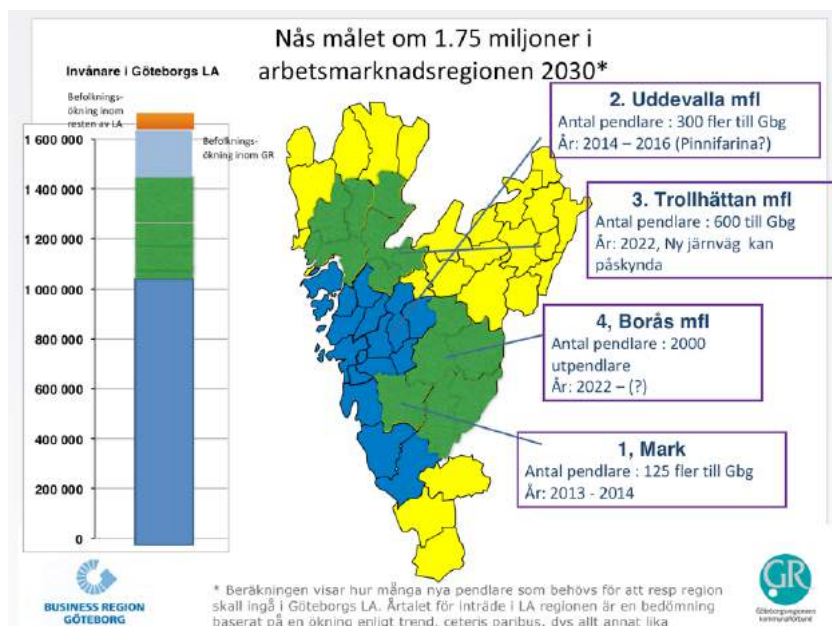 Nås målet om 1.75 miljoner i
arbetsmarknadsregionen 2030*
Invånare i Göteborgs LA
Befolknings-
ökning inom
resten av LA
Befolknings-
ökning inom GR
1 600 000
1 400 000
1 200 000
1 000 000
800 000
600 000
400 000
200 000
0
2. Uddevalla mfl
Antal pendlare : 300 fler till Gbg
År: 2014 – 2016 (Pinnifarina?)
3. Trollhättan mfl
Antal pendlare : 600 till Gbg
År: 2022, Ny järnväg kan
påskynda
4, Borås mfl
Antal pendlare : 2000
utpendlare
År: 2022 – (?)
1, Mark
Antal pendlare : 125 fler till Gbg
År: 2013 - 2014
* Beräkningen visar hur många nya pendlare som behövs för att resp region
skall ingå i Göteborgs LA. Årtalet för inträde i LA regionen är en bedömning
baserat på en ökning enligt trend, ceteris paribus, dvs allt annat lika
BUSINESS REGION
GÖTEBORG
GR
Göteborgsregionens
kommunalförbund